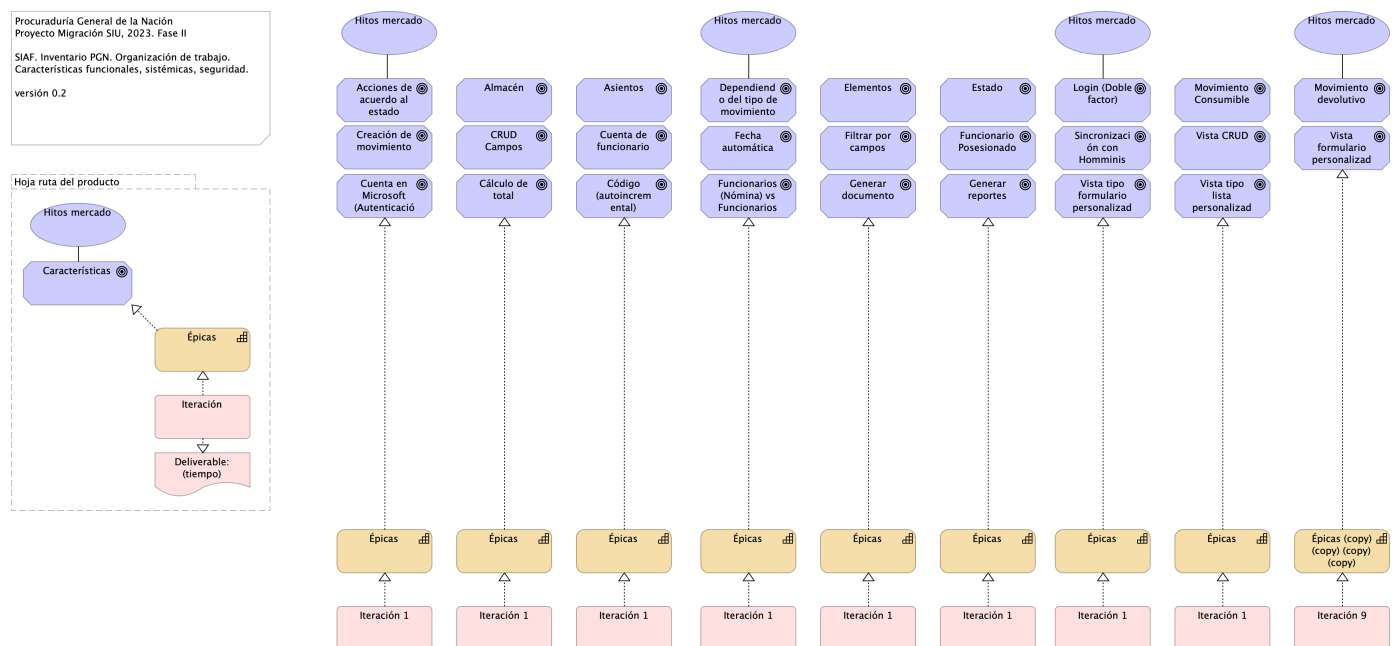 Procuraduría General de la Nación
Proyecto Migración SIU, 2023. Fase II
SIAF. Inventario PGN. Organización de trabajo.
Características funcionales, sistémicas, seguridad.
versión 0.2
Hoja ruta del producto
Hitos mercado
Características
Épicas
Iteración
Deliverable:
(tiempo)
Hitos mercado
Hitos mercado
Hitos mercado
Hitos mercado
Acciones de
acuerdo al
estado
Almacén
Asientos
Dependiend
o del tipo de
movimiento
Elementos
Estado
Login (Doble
factor)
Movimiento
Consumible
Movimiento
devolutivo
Creación de
movimiento
CRUD
Campos
Cuenta de
funcionario
Fecha
automática
Filtrar por
campos
Funcionario
Posesionado
Sincronizaci
ón con
Homminis
Vista CRUD
Vista
formulario
personalizad
Cuenta en
Microsoft
(Autenticació
Cálculo de
total
Código
(autoincrem
ental)
Funcionarios
(Nómina) vs
Funcionarios
Generar
documento
Generar
reportes
Vista tipo
formulario
personalizad
Vista tipo
lista
personalizad
Épicas
Épicas
Épicas
Épicas
Épicas
Épicas
Épicas
Épicas
Épicas (copy)
(copy) (copy)
(copy)
Iteración 1
Iteración 1
Iteración 1
Iteración 1
Iteración 1
Iteración 1
Iteración 1
Iteración 1
Iteración 9